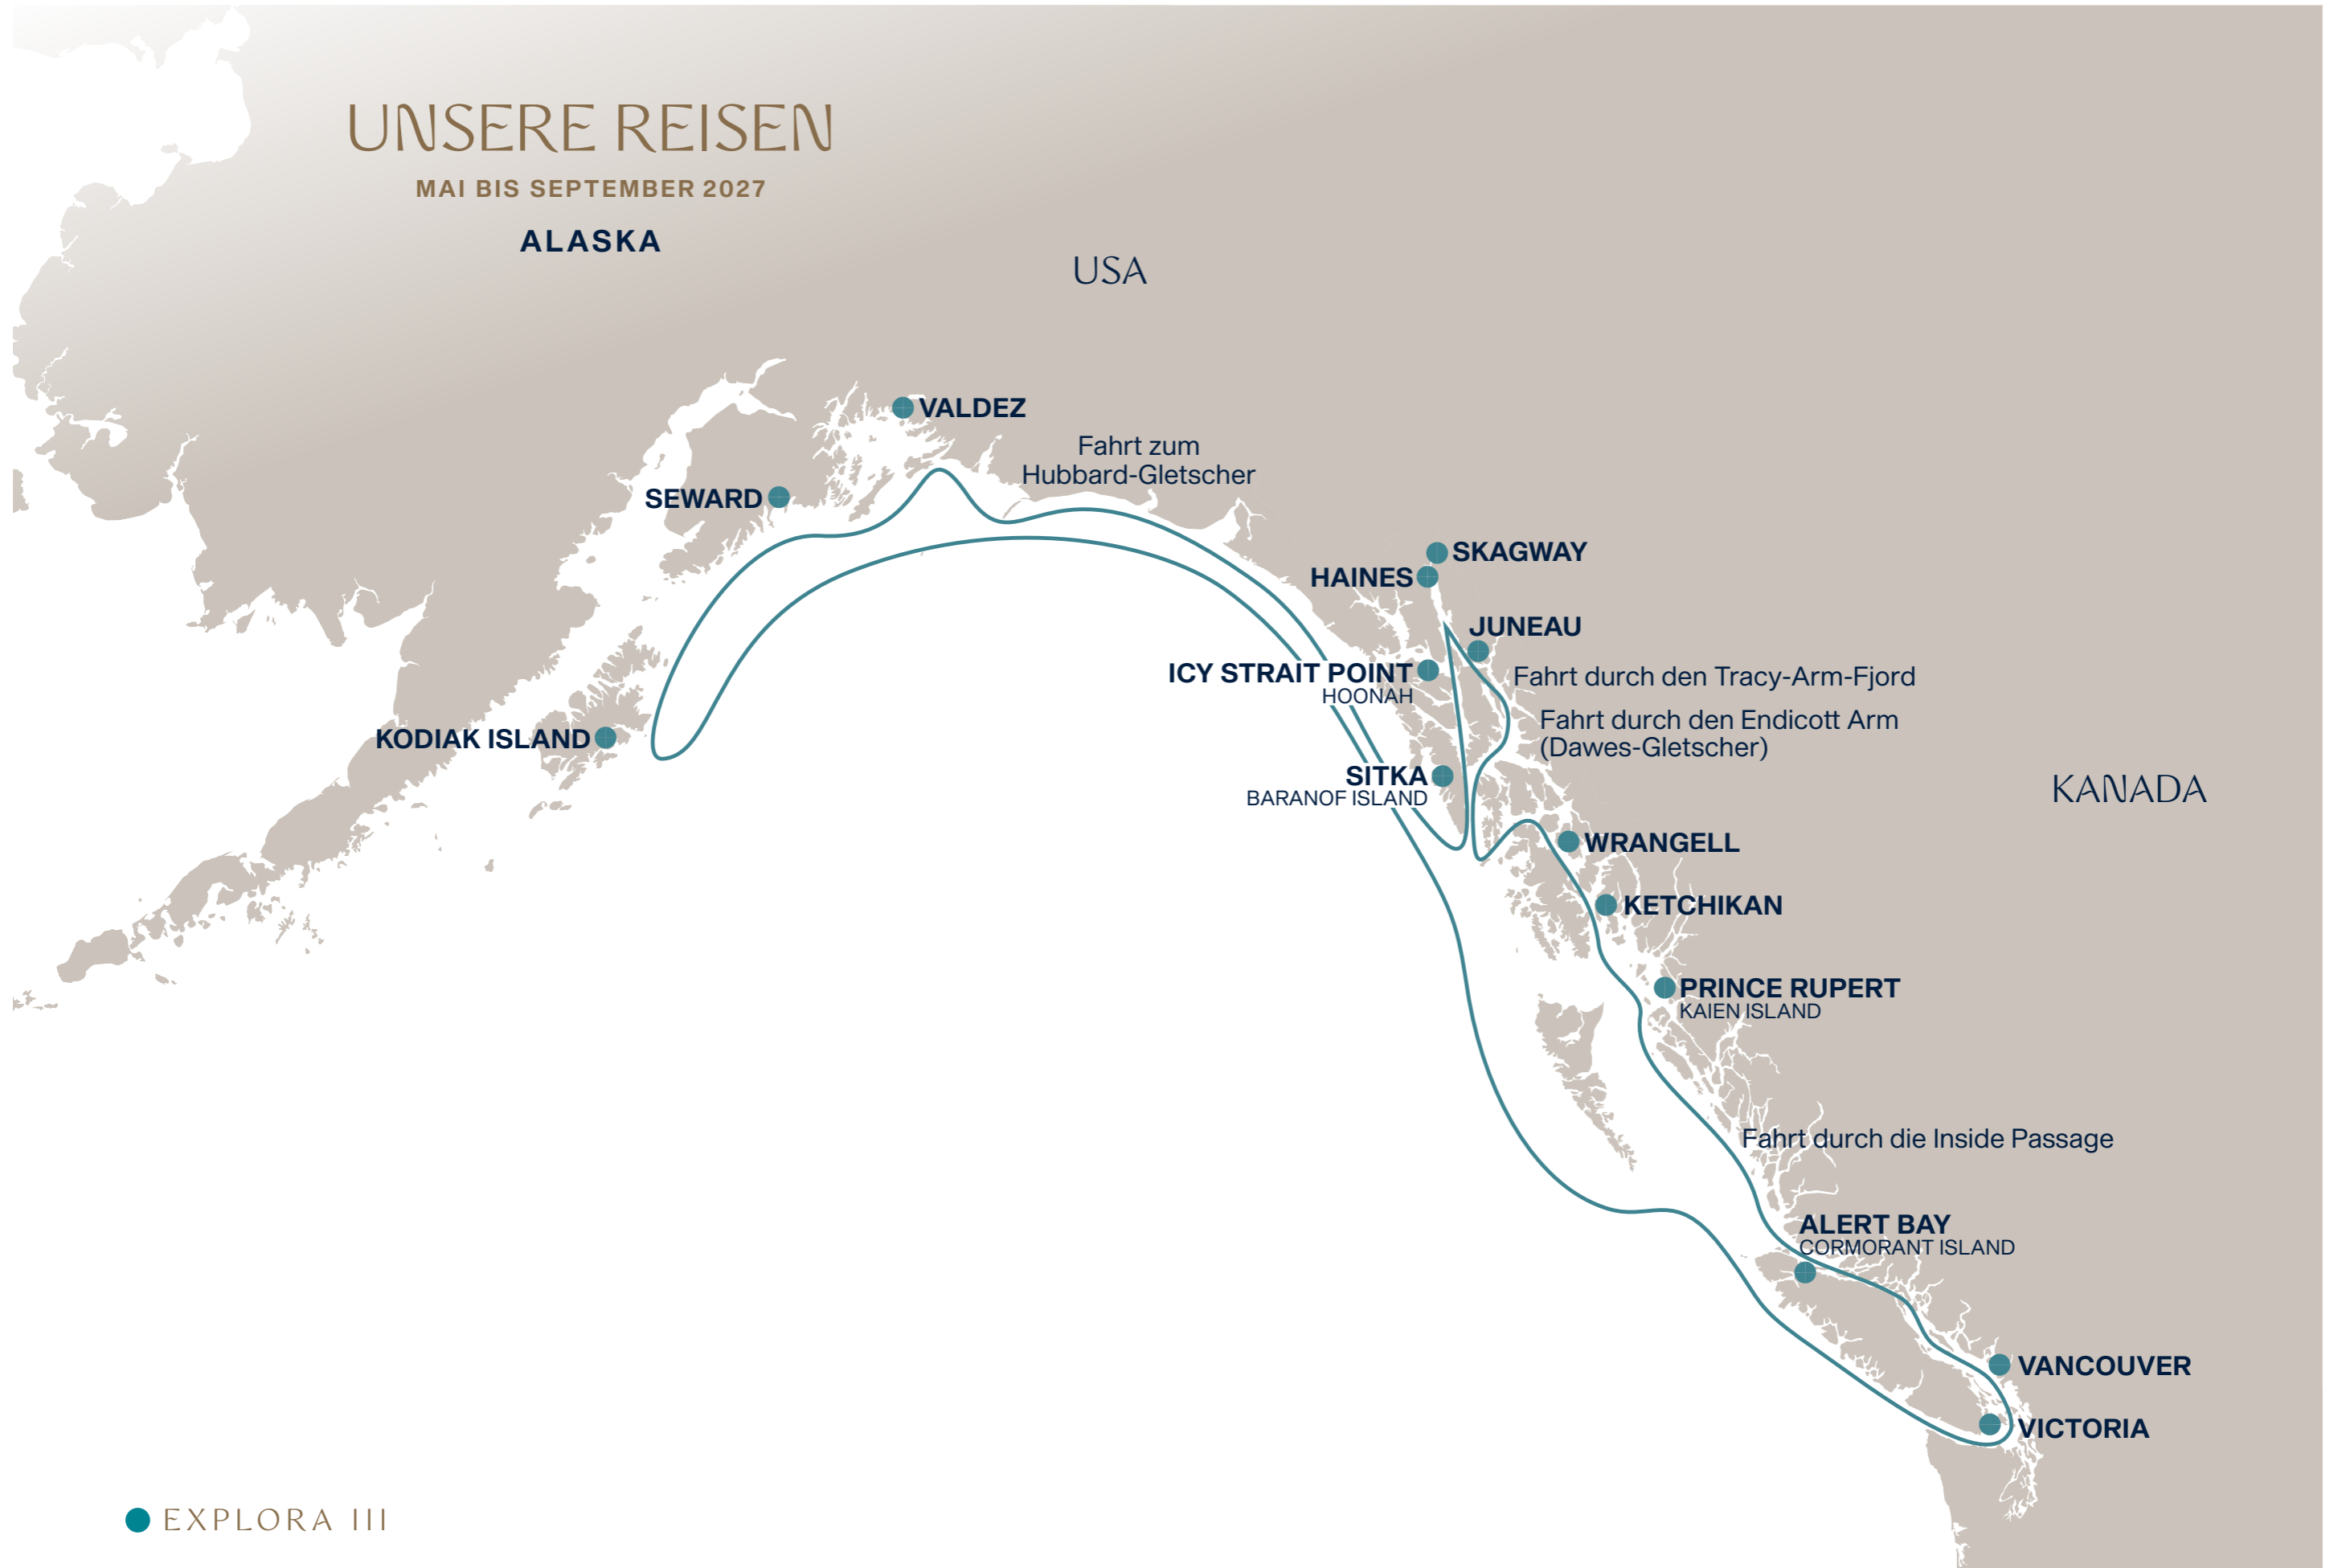 UNSERE REISEN
MAI BIS SEPTEMBER 2027
ALASKA
USA
VALDEZ
Fahrt zum
Hubbard-Gletscher
SEWARD
SKAGWAY
HAINES
JUNEAU
ICY STRAIT POINT
HOONAH
Fahrt durch den Tracy-Arm-Fjord
Fahrt durch den Endicott Arm
(Dawes-Gletscher)
KODIAK ISLAND
SITKA
BARANOF ISLAND
KANADA
WRANGELL
KETCHIKAN
PRINCE RUPERT
KAIEN ISLAND
Fahrt durch die Inside Passage
ALERT BAY
CORMORANT ISLAND
VANCOUVER
VICTORIA
EXPLORA III